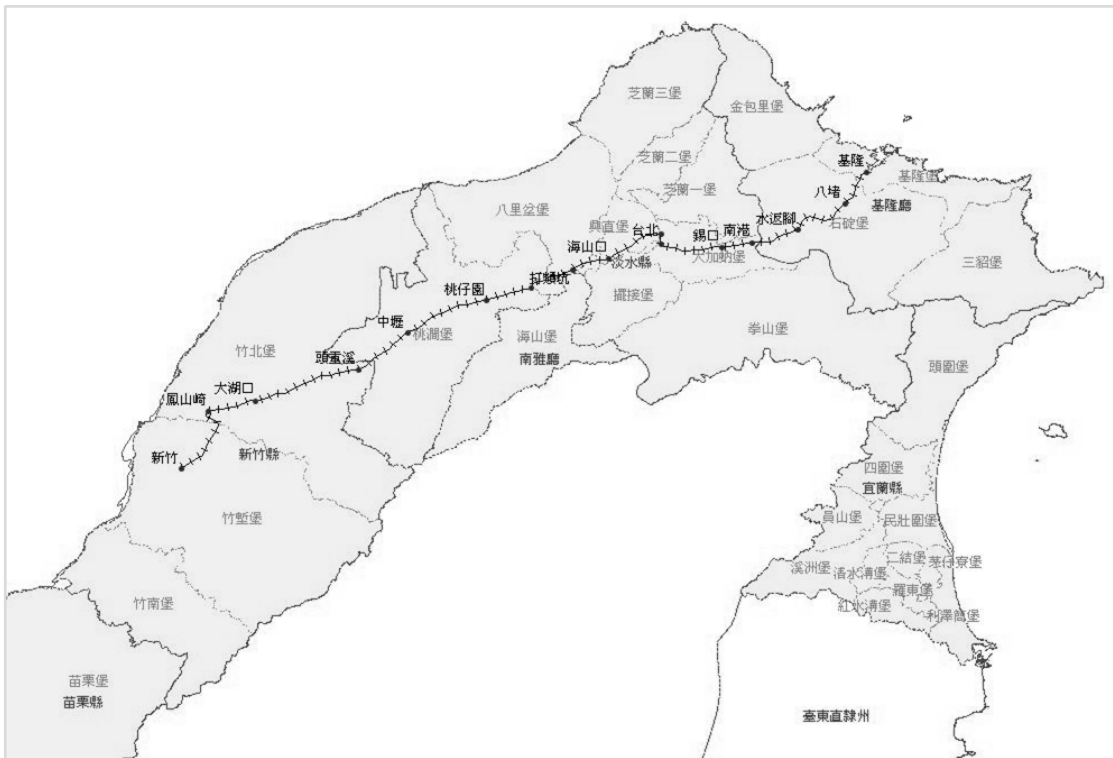 芝蘭三堡
金包里堡
芝蘭二堡
基隆
基隆堡
芝蘭一堡
八堵
基隆廳
八里坌堡
石碇堡
興直堡
台北
錫口
南港
水返腳
海山口
大加蚋堡
淡水縣
三貂堡
打類坑
擺接堡
桃仔園
中壢
桃澗堡
海山堡
拳山堡
南雅廳
竹北堡
頭重溪
頭圍堡
大湖口
鳳山崎
新竹
新竹縣
四圍堡
宜蘭縣
竹塹堡
員山堡
民壯圍堡
二結堡
茅仔寮堡
溪洲堡
清水溝堡
羅東堡
竹南堡
紅水溝堡
利澤簡堡
苗栗堡
苗栗縣
臺東直隸州